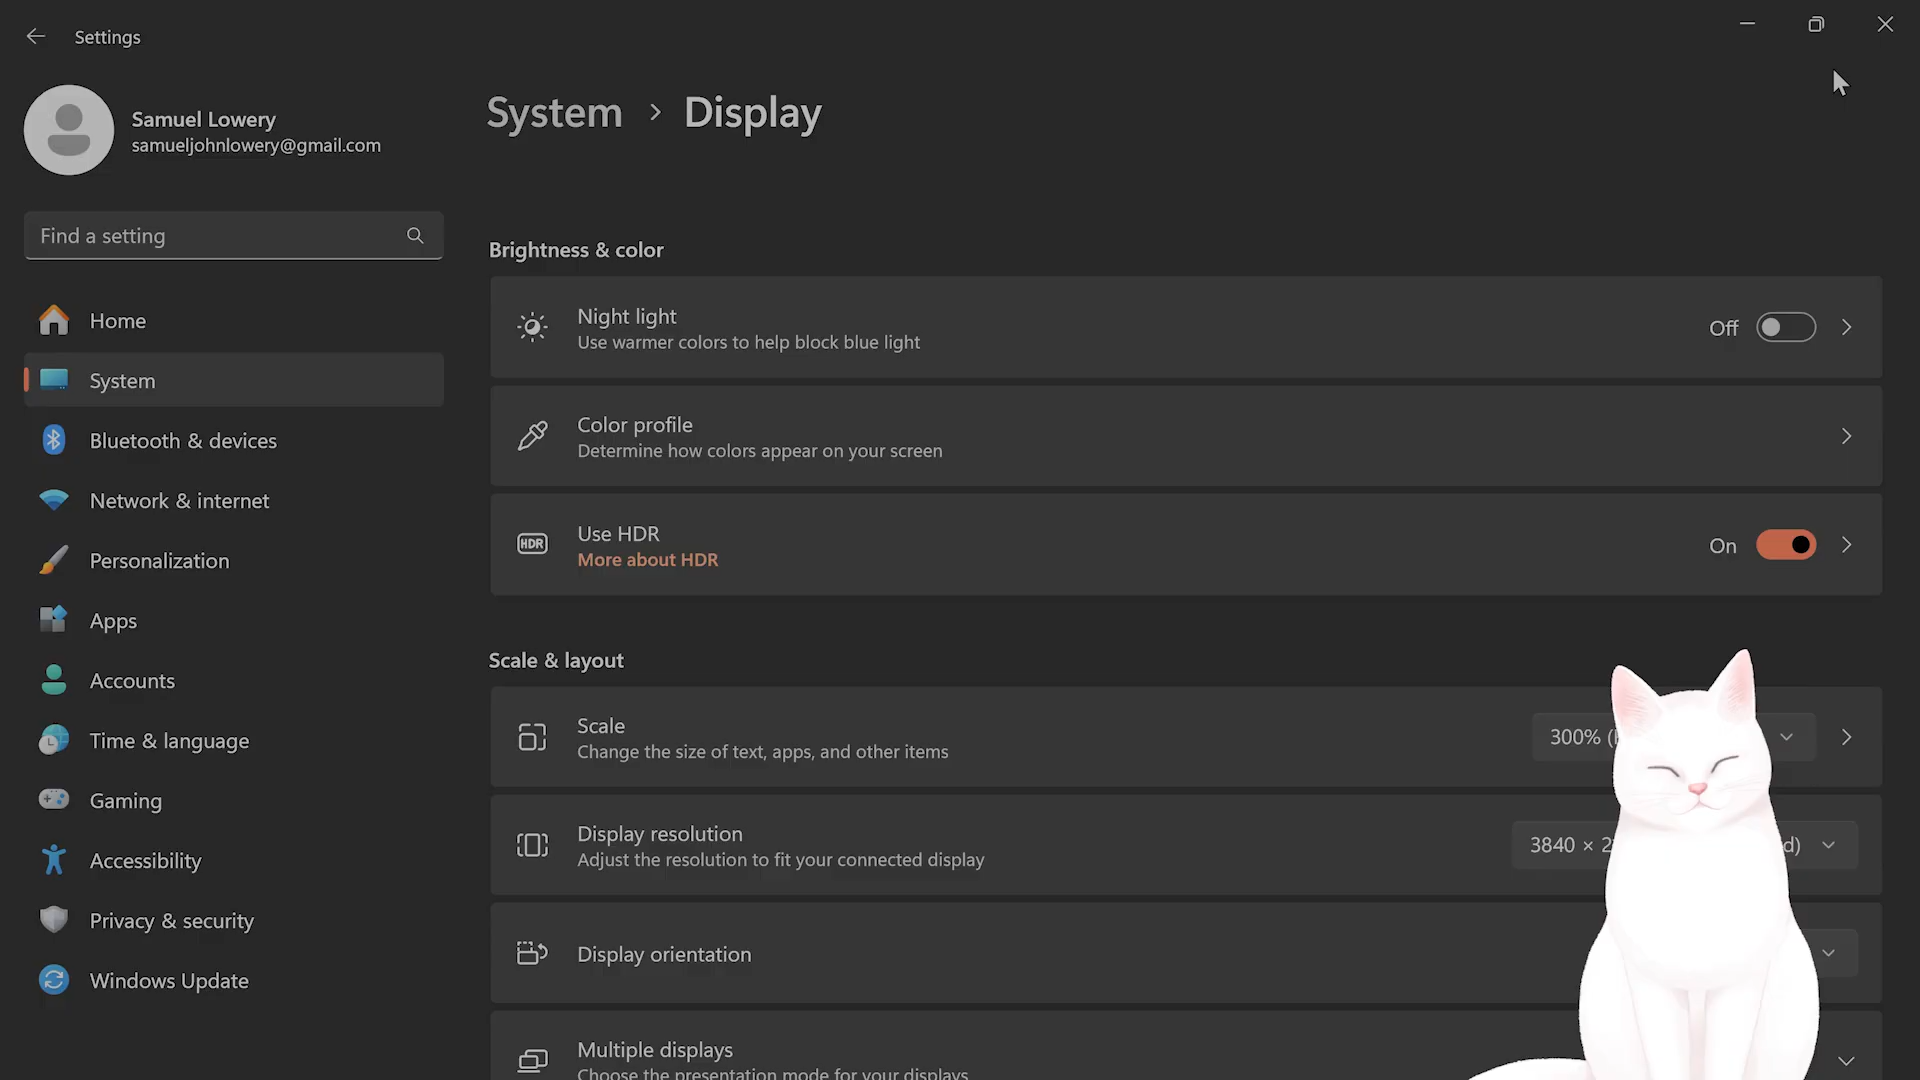 Settings
Samuel Lowery
samueljohnlowery@gmail.com
Find a setting
Home
System
Bluetooth & devices
Network & internet
Personalization
Apps
Accounts
Time & language
Gaming
Accessibility
Privacy & security
Windows Update
System > Display
Brightness & color
Night light
Use warmer colors to help block blue light
Off
Color profile
Determine how colors appear on your screen
HDR
Use HDR
More about HDR
On
Scale & layout
Scale
Change the size of text, apps, and other items
300%
Display resolution
Adjust the resolution to fit your connected display
3840 ×
Display orientation
Multiple displays
Choose the presentation mode for your displays